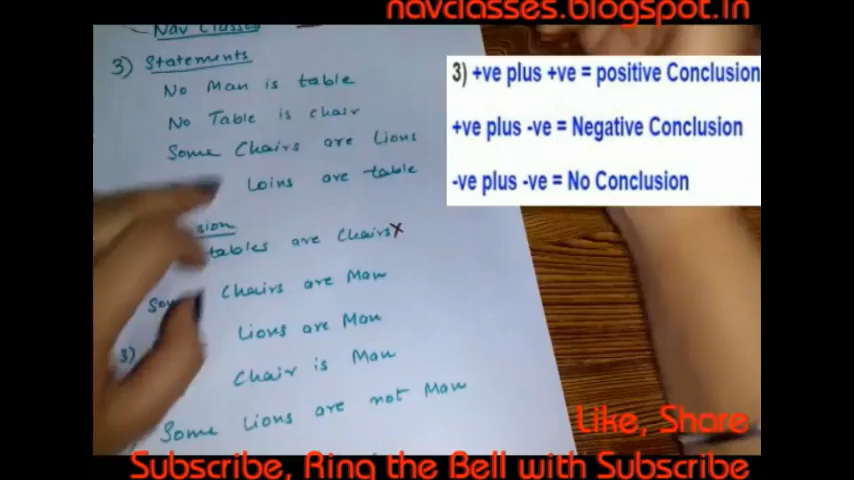 navclasses.blogspot.in
Nav Classes
3) Statements
No Man is table
No Table is chair
Some Chairs are Lions
Loins are table
sion
tables are Chairs X
Chairs are Man
Lions are Man
3)
Chair is Man
Some Lions are not Man
3) +ve plus +ve = positive Conclusion
+ve plus -ve = Negative Conclusion
-ve plus -ve = No Conclusion
Like, Share
Subscribe, Ring the Bell with Subscribe